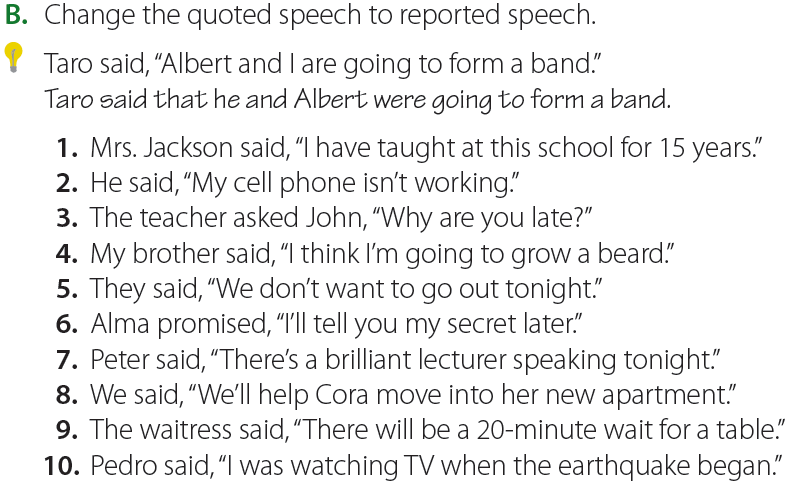 B. Change the quoted speech to reported speech.
Taro said, “Albert and I are going to form a band.”
Taro said that he and Albert were going to form a band.
1. Mrs. Jackson said, “I have taught at this school for 15 years.”
2. He said, “My cell phone isn’t working.”
3. The teacher asked John, “Why are you late?”
4. My brother said, “I think I’m going to grow a beard.”
5. They said, “We don’t want to go out tonight.”
6. Alma promised, “I’ll tell you my secret later.”
7. Peter said, “There’s a brilliant lecturer speaking tonight.”
8. We said, “We’ll help Cora move into her new apartment.”
9. The waitress said, “There will be a 20-minute wait for a table.”
10. Pedro said, “I was watching TV when the earthquake began.”